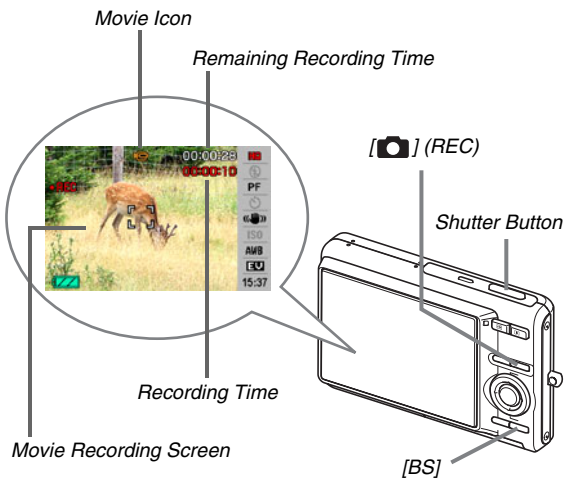 Movie Icon
Remaining Recording Time
[📷] (REC)
Shutter Button
00:00:28
00:00:10
REC
PF
ISO
AWB
EV
15:37
Recording Time
Movie Recording Screen
[BS]